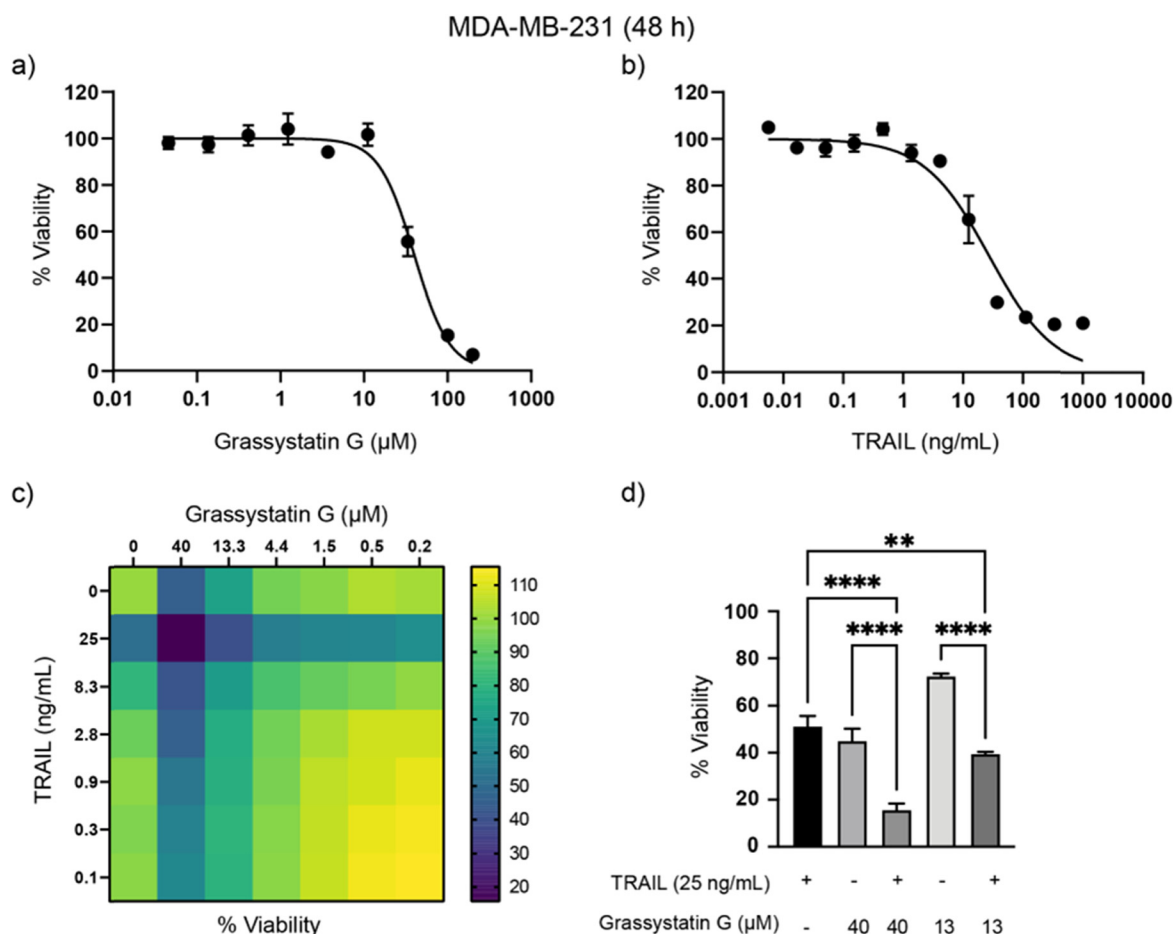 MDA-MB-231 (48 h)
a)
120
100
80
60
40
20
0
% Viability
0.01 0.1 1 10 100 1000
Grassystatin G (µM)
b)
120
100
80
60
40
20
0
% Viability
0.001 0.01 0.1 1 10 100 1000 10000
TRAIL (ng/mL)
c)
Grassystatin G (µM)
0 40 13.3 4.4 1.5 0.5 0.2
TRAIL (ng/mL)
0
25
8.3
2.8
0.9
0.3
0.1
110
100
90
80
70
60
50
40
30
20
% Viability
d)
**
****
**** ****
100
80
60
40
20
0
% Viability
TRAIL (25 ng/mL) + - + - +
Grassystatin G (µM) - 40 40 13 13